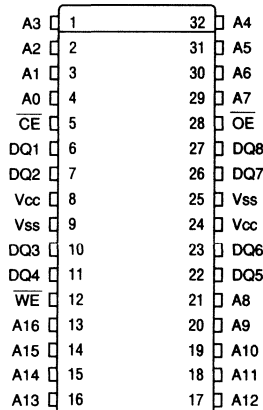 A3 1 32 A4
A2 2 31 A5
A1 3 30 A6
A0 4 29 A7
C̅E̅ 5 28 O̅E̅
DQ1 6 27 DQ8
DQ2 7 26 DQ7
Vcc 8 25 Vss
Vss 9 24 Vcc
DQ3 10 23 DQ6
DQ4 11 22 DQ5
W̅E̅ 12 21 A8
A16 13 20 A9
A15 14 19 A10
A14 15 18 A11
A13 16 17 A12